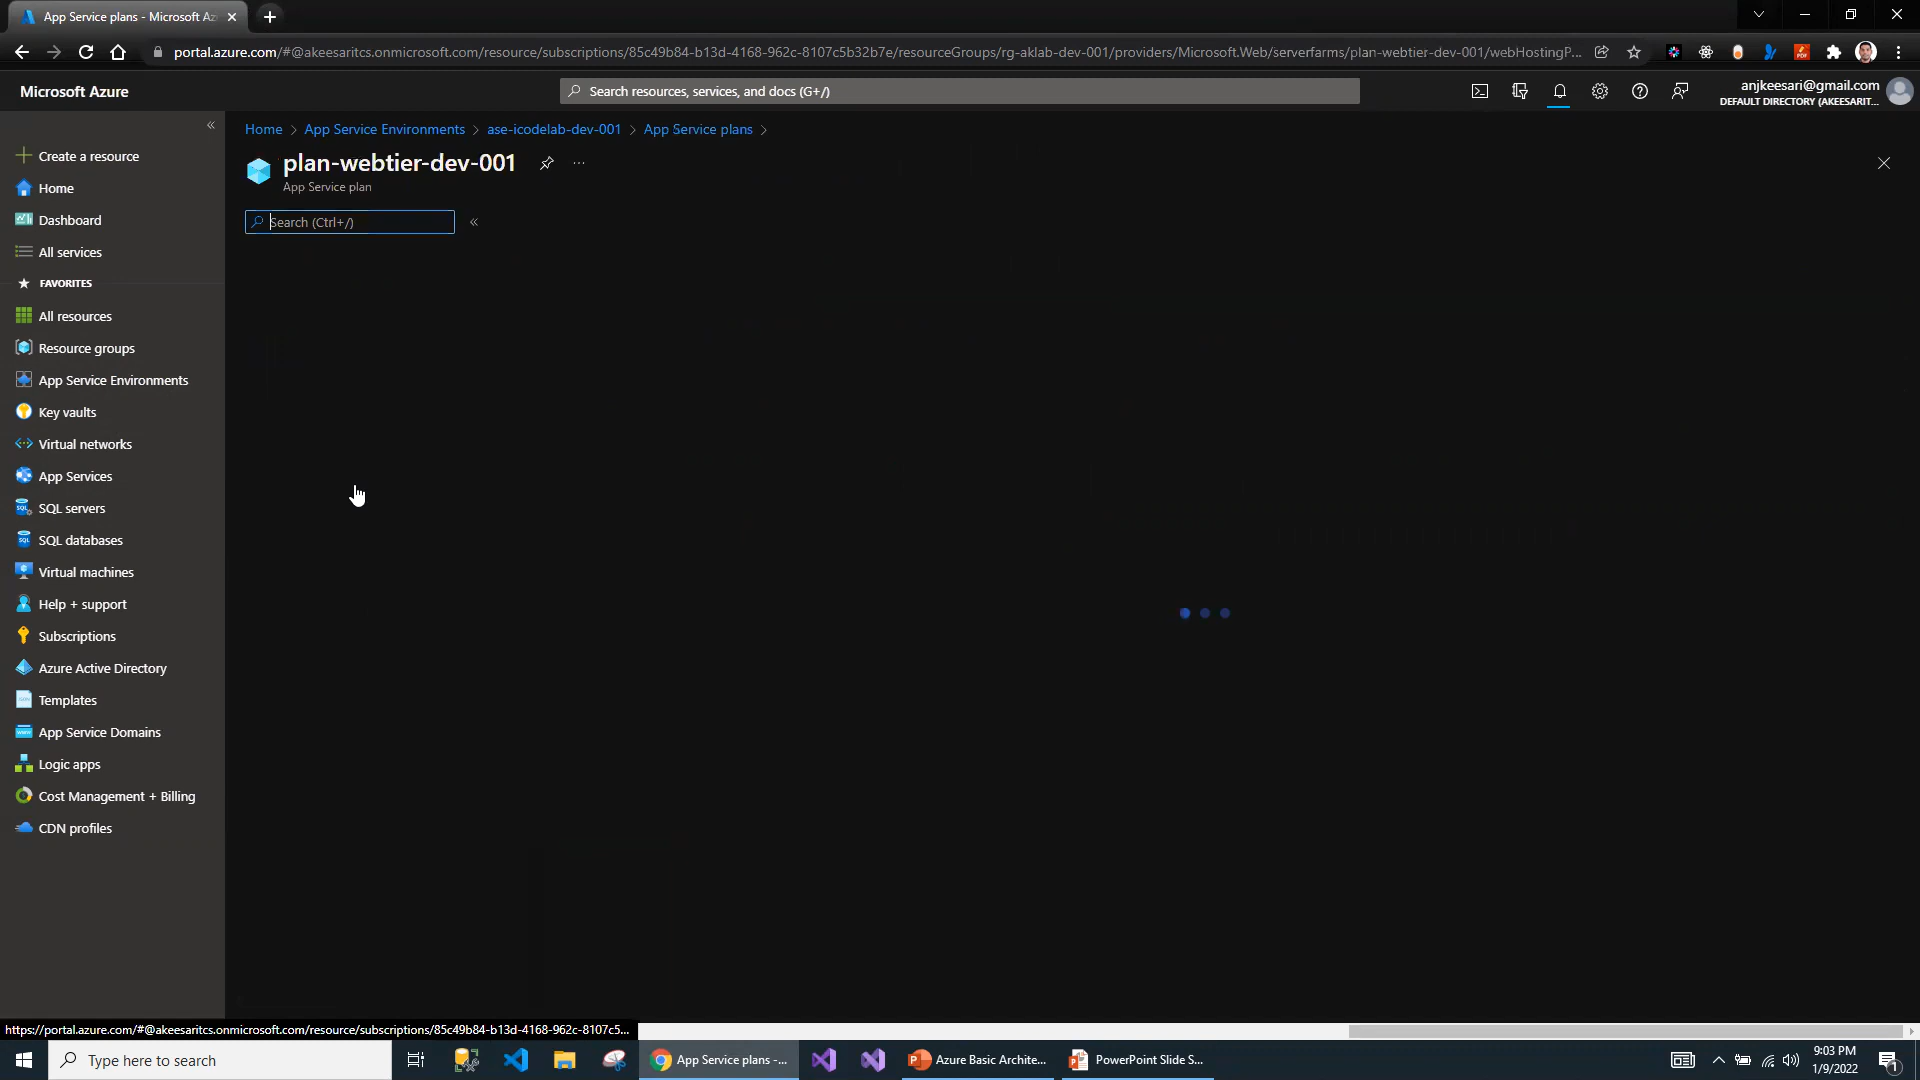 App Service plans - Microsoft Az
portal.azure.com/#@akeesaritcs.onmicrosoft.com/resource/subscriptions/85c49b84-b13d-4168-962c-8107c5b32b7e/resourceGroups/rg-aklab-dev-001/providers/Microsoft.Web/serverfarms/plan-webtier-dev-001/webHostingP...
Microsoft Azure
Search resources, services, and docs (G+/)
anjkeesari@gmail.com
DEFAULT DIRECTORY (AKEESARIT...
Home > App Service Environments > ase-icodelab-dev-001 > App Service plans >
plan-webtier-dev-001
App Service plan
Search (Ctrl+/)
Create a resource
Home
Dashboard
All services
FAVORITES
All resources
Resource groups
App Service Environments
Key vaults
Virtual networks
App Services
SQL servers
SQL databases
Virtual machines
Help + support
Subscriptions
Azure Active Directory
Templates
App Service Domains
Logic apps
Cost Management + Billing
CDN profiles
https://portal.azure.com/#@akeesaritcs.onmicrosoft.com/resource/subscriptions/85c49b84-b13d-4168-962c-8107c5...
Type here to search
App Service plans -...
Azure Basic Archite...
PowerPoint Slide S...
9:03 PM
1/9/2022
1